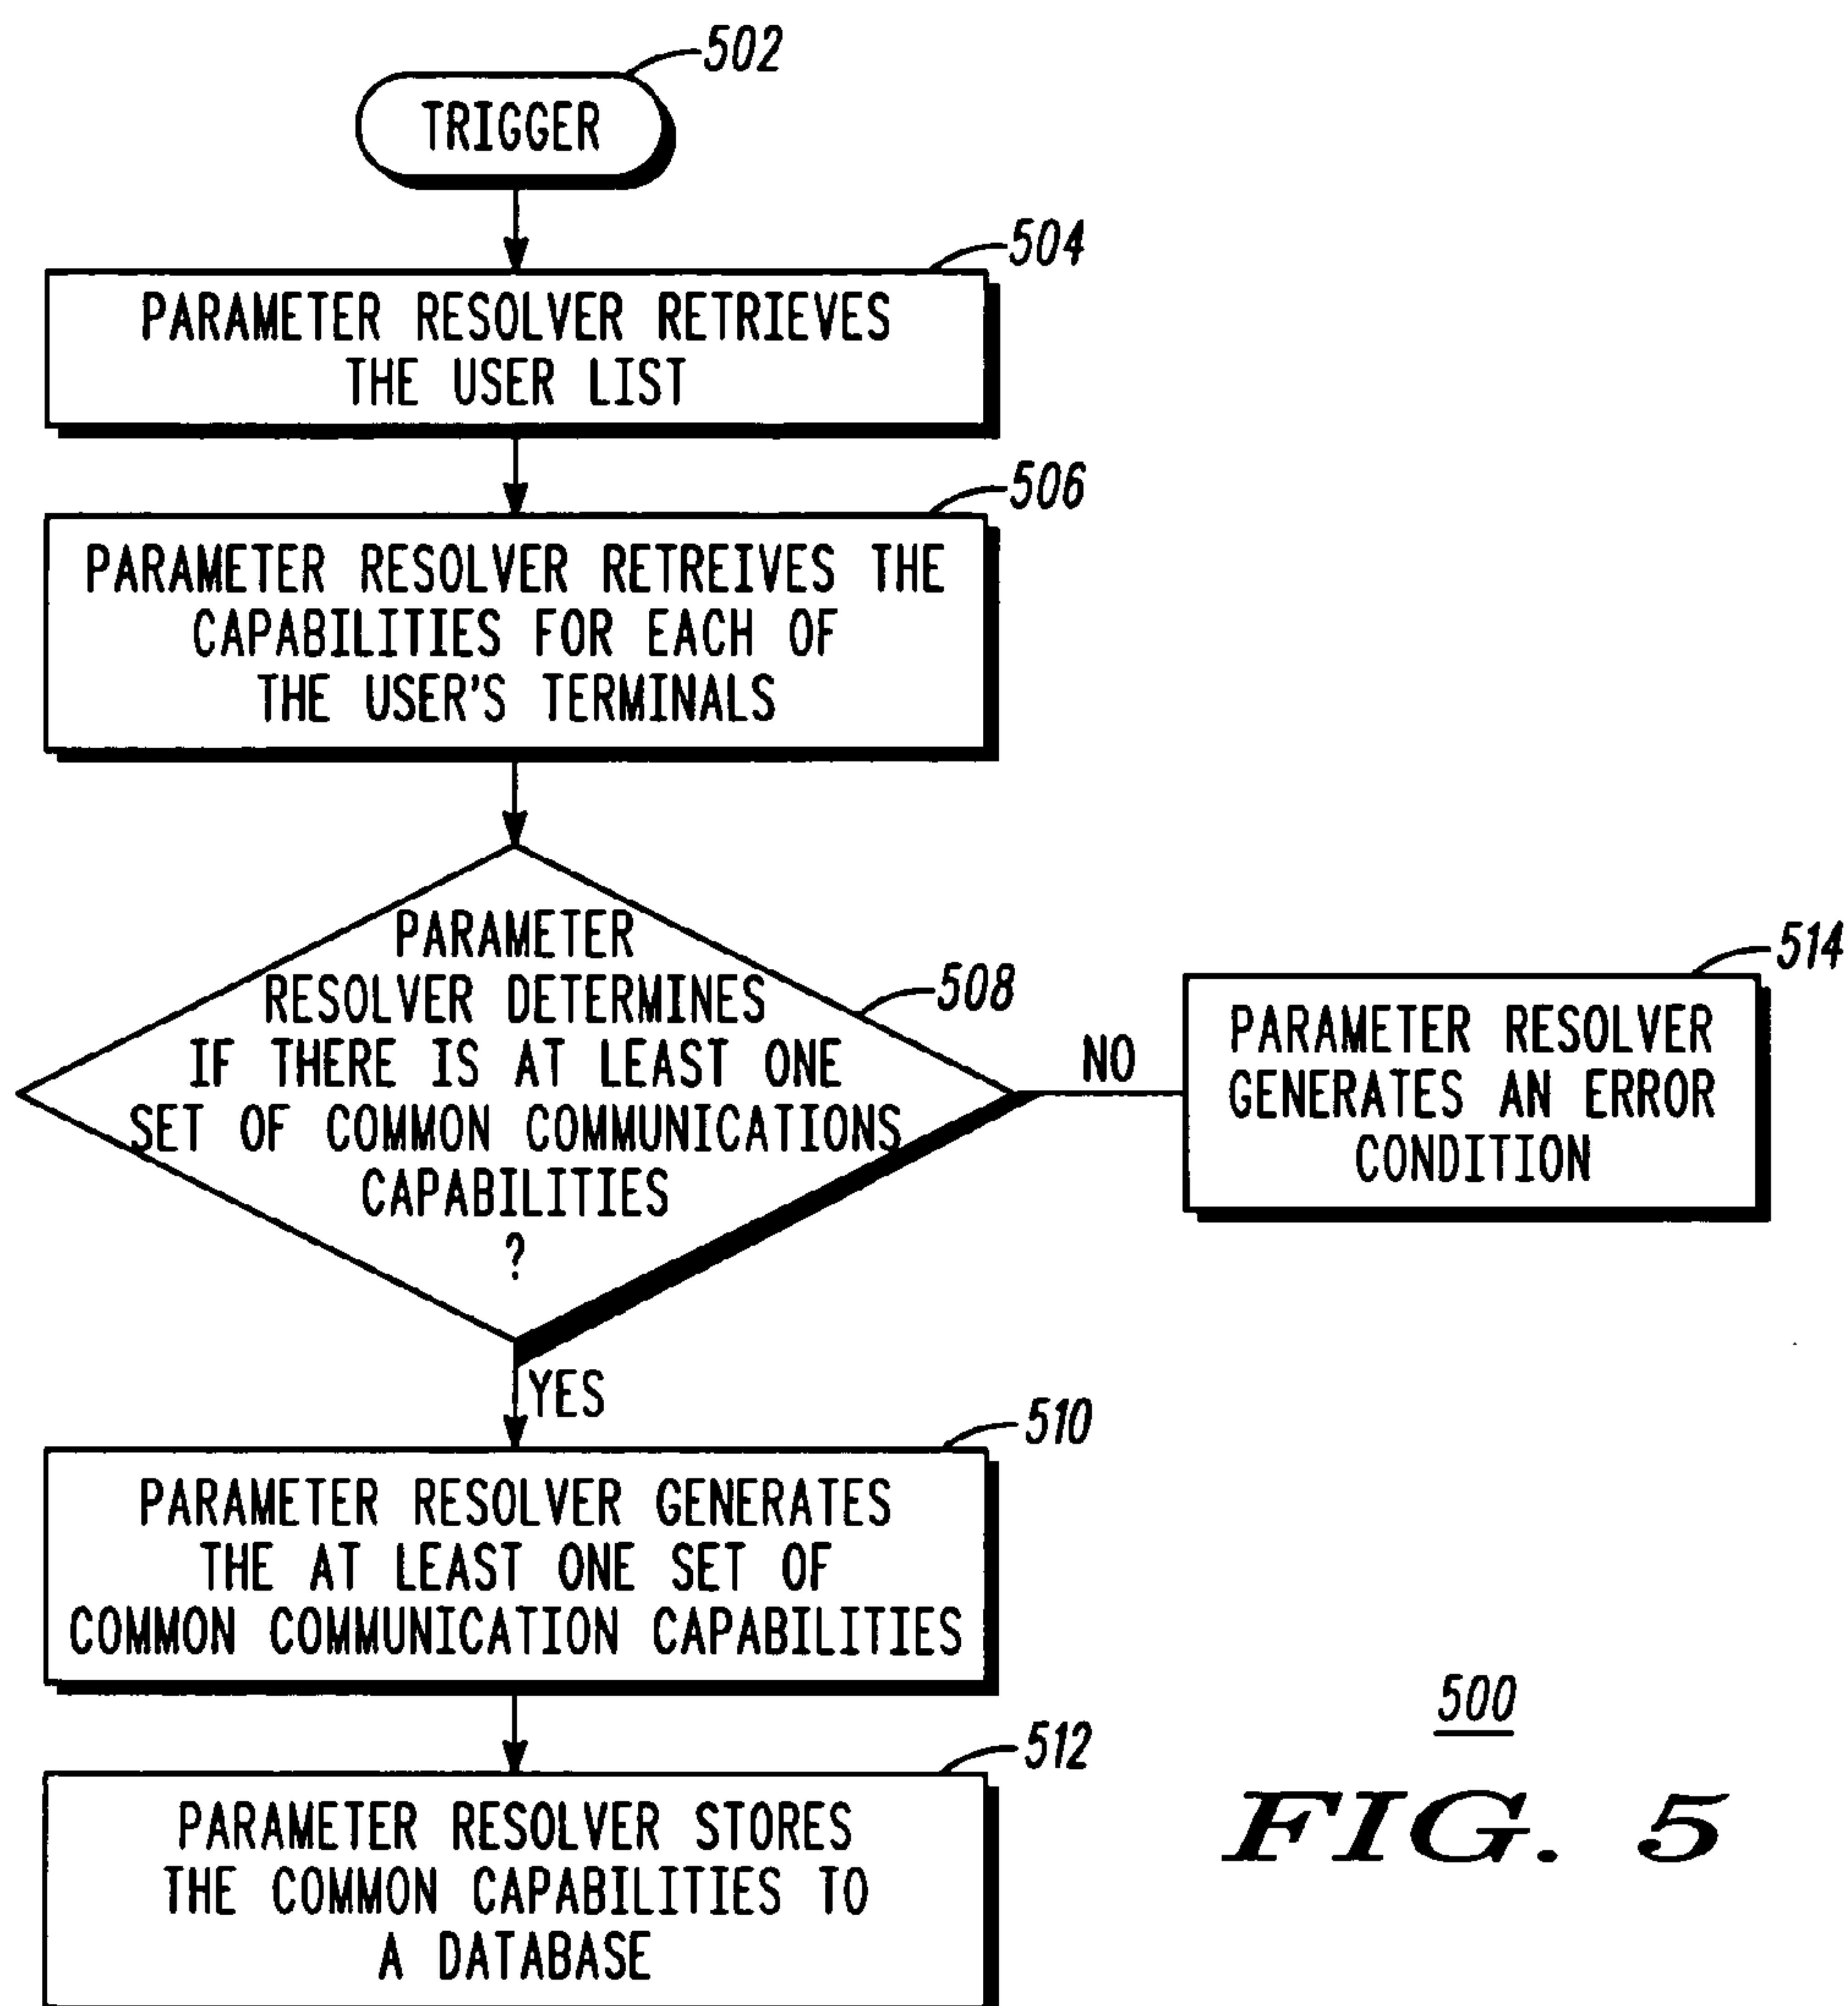 502
TRIGGER
504
PARAMETER RESOLVER RETRIEVES
THE USER LIST
506
PARAMETER RESOLVER RETREIVES THE
CAPABILITIES FOR EACH OF
THE USER'S TERMINALS
PARAMETER
RESOLVER DETERMINES
IF THERE IS AT LEAST ONE
SET OF COMMON COMMUNICATIONS
CAPABILITIES
?
508
NO
514
PARAMETER RESOLVER
GENERATES AN ERROR
CONDITION
YES
510
PARAMETER RESOLVER GENERATES
THE AT LEAST ONE SET OF
COMMON COMMUNICATION CAPABILITIES
512
PARAMETER RESOLVER STORES
THE COMMON CAPABILITIES TO
A DATABASE
500
FIG. 5